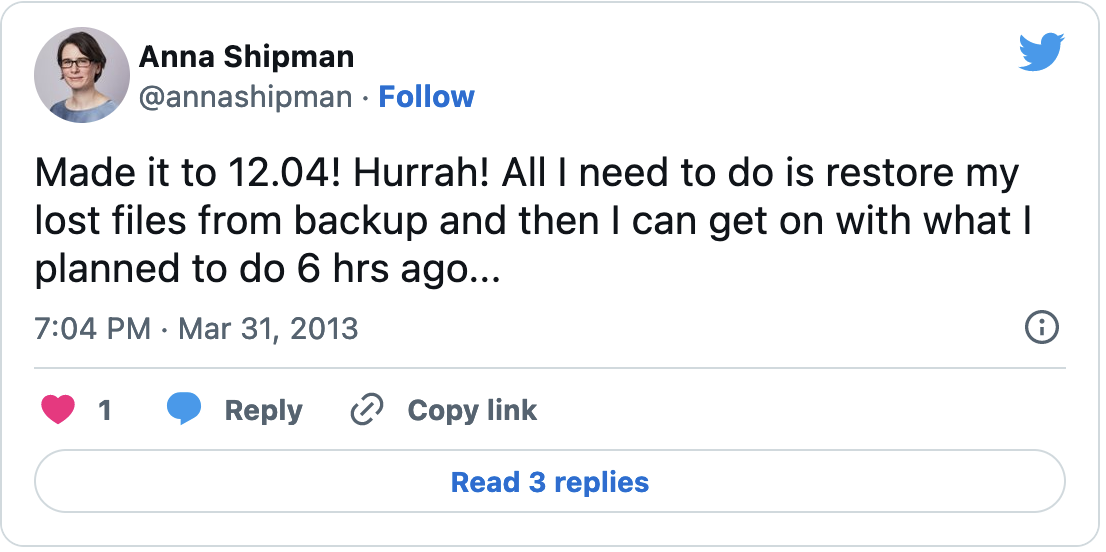 Anna Shipman
@annashipman · Follow
Made it to 12.04! Hurrah! All I need to do is restore my
lost files from backup and then I can get on with what I
planned to do 6 hrs ago...
7:04 PM · Mar 31, 2013
1 Reply Copy link
Read 3 replies